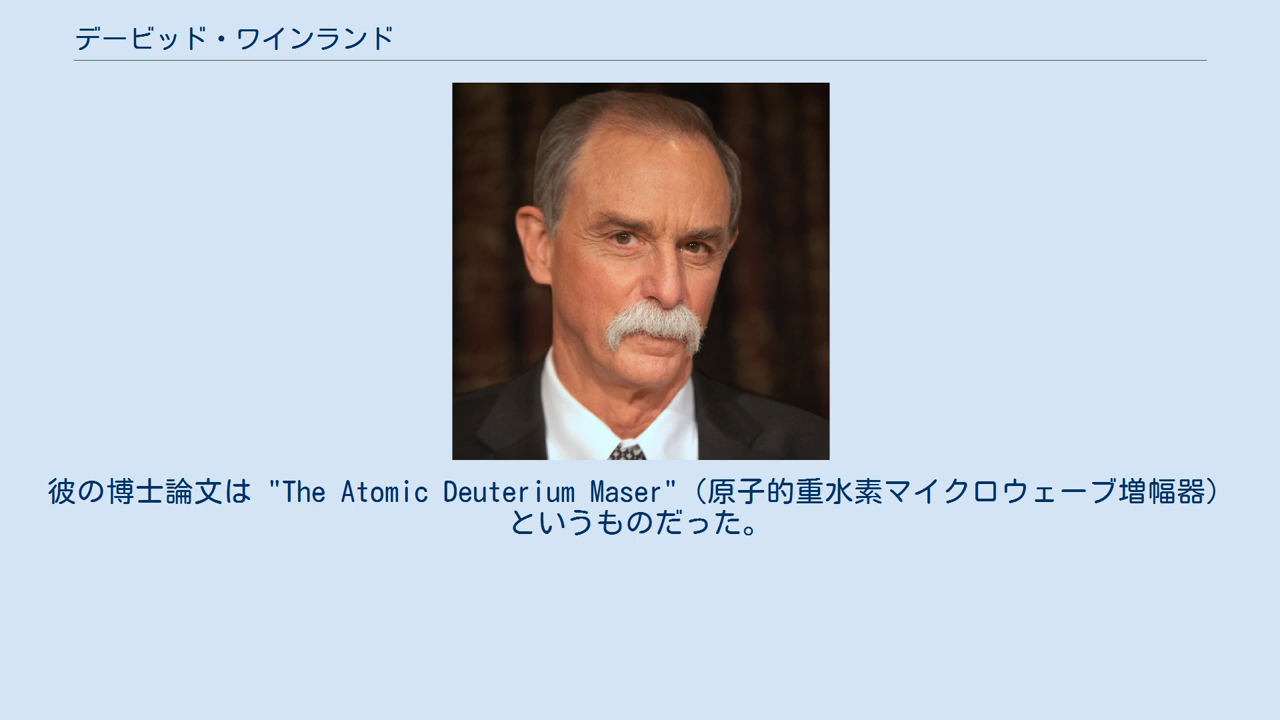 デービッド・ワインランド
彼の博士論文は "The Atomic Deuterium Maser"（原子的重水素マイクロウェーブ増幅器）
というものだった。